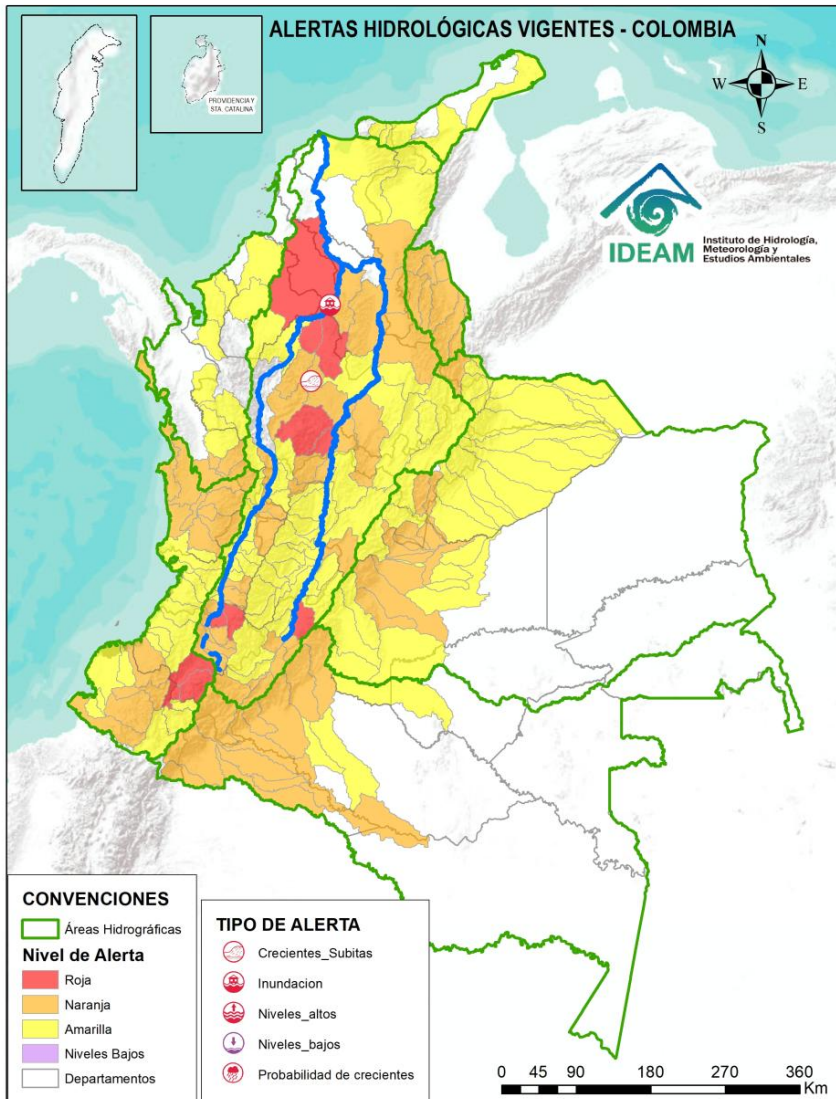 ALERTAS HIDROLÓGICAS VIGENTES - COLOMBIA
PROVIDENCIA Y
STA. CATALINA
N
W
E
S
IDEAM
Instituto de Hidrología,
Meteorología y
Estudios Ambientales
CONVENCIONES
Áreas Hidrográficas
Nivel de Alerta
Roja
Naranja
Amarilla
Niveles Bajos
Departamentos
TIPO DE ALERTA
Crecientes_Subitas
Inundacion
Niveles_altos
Niveles_bajos
Probabilidad de crecientes
0 45 90 180 270 360
Km